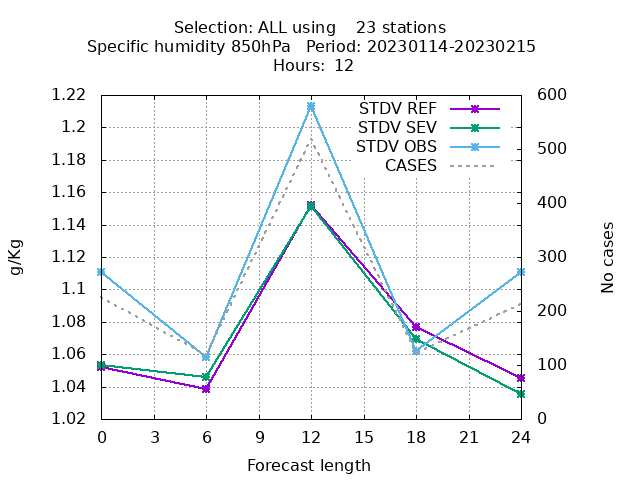 Selection: ALL using    23 stations
Specific humidity 850hPa   Period: 20230114-20230215
Hours: 12
STDV REF
STDV SEV
STDV OBS
CASES
1.22
1.2
1.18
1.16
1.14
1.12
1.1
1.08
1.06
1.04
1.02
g/Kg
600
500
400
300
200
100
0
No cases
0 3 6 9 12 15 18 21 24
Forecast length